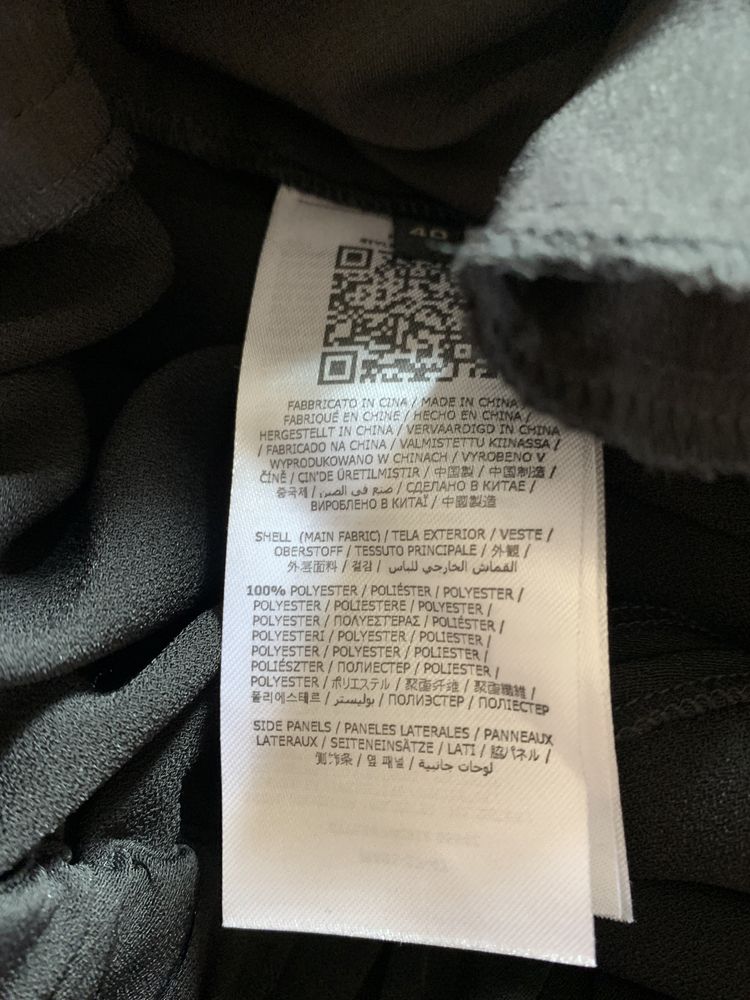 40
FABBRICATO IN CINA / MADE IN CHINA /
FABRIQUÉ EN CHINE / HECHO EN CHINA /
HERGESTELLT IN CHINA / VERVAARDIGD IN CHINA
/ FABRICADO NA CHINA / VALMISTETTU KIINASSA /
WYPRODUKOWANO W CHINACH / VYROBENO V
ČÍNĚ / CIN'DE ÜRETILMISTIR / 中国製 / 中国制造 /
중국제 / صنع في الصين / СДЕЛАНО В КИТАЕ /
ВИРОБЛЕНО В КИТАЇ / 中國製造
SHELL (MAIN FABRIC) / TELA EXTERIOR / VESTE /
OBERSTOFF / TESSUTO PRINCIPALE / 外観 /
外层面料 / 겉감 / القماش الخارجي للباس
100% POLYESTER / POLIÉSTER / POLYESTER /
POLYESTER / POLIESTERE / POLYESTER /
POLYESTER / ΠΟΛΥΕΣΤΕΡΑΣ / POLIÉSTER /
POLYESTERI / POLYESTER / POLIESTER /
POLYESTER / POLYESTER / POLIESTER /
POLIÉSZTER / ПОЛИЕСТЕР / POLIESTER /
POLYESTER / ポリエステル / 聚酯纤维 / 聚酯纖維 /
폴리에스테르 / بوليستر / ПОЛИЭСТЕР / ПОЛІЕСТЕР
SIDE PANELS / PANELES LATERALES / PANNEAUX
LATERAUX / SEITENEINSÄTZE / LATI / 脇パネル /
옆 패널 / لوحات جانبية